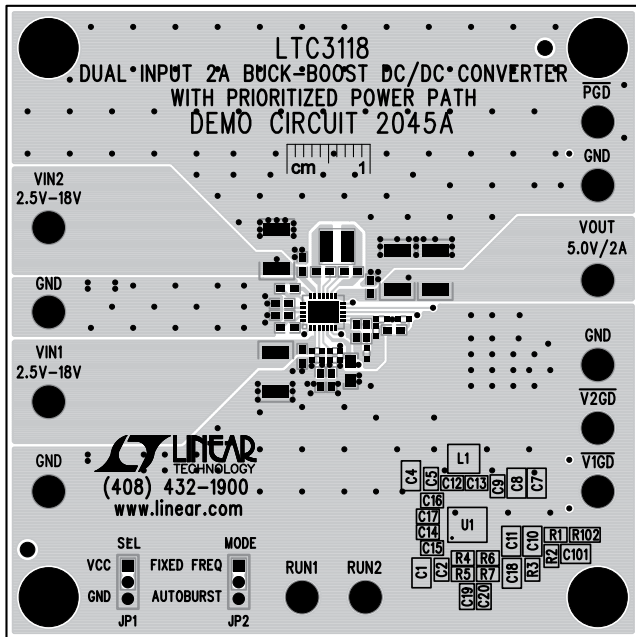 LTC3118
DUAL INPUT 2A BUCK-BOOST DC/DC CONVERTER
WITH PRIORITIZED POWER PATH
DEMO CIRCUIT 2045A
cm 1
PGD
GND
VIN2
2.5V-18V
VOUT
5.0V/2A
GND
VIN1
2.5V-18V
GND
V2GD
V1GD
GND
LINEAR
TECHNOLOGY
(408) 432-1900
www.linear.com
L1
C4 C5 C12 C13 C9 C8 C7
C16
C17
C14
C15
U1
C11 C10 R1 R102
R2 C101
C1 C2 R4 R6 C18 R3
R5 R7
C19 C20
SEL
VCC
GND
JP1
MODE
FIXED FREQ
AUTOBURST
JP2
RUN1 RUN2